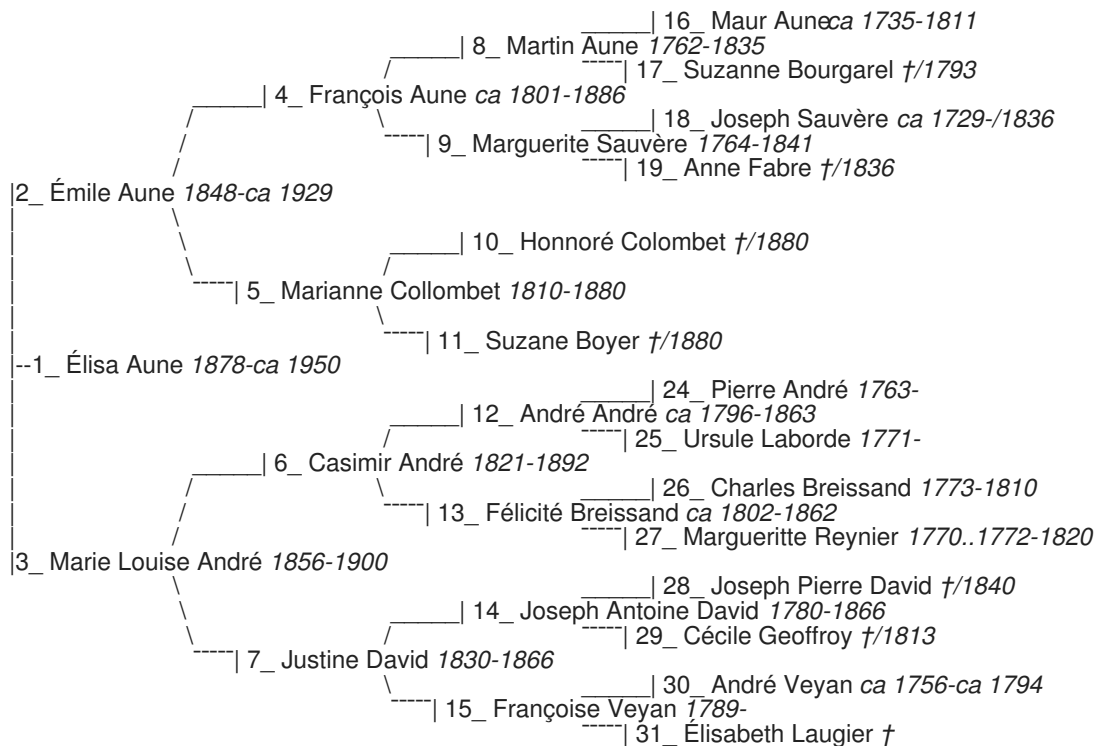 16_ Maur Aune ca 1735-1811
8_ Martin Aune 1762-1835
17_ Suzanne Bourgarel †/1793
4_ François Aune ca 1801-1886
18_ Joseph Sauvère ca 1729-/1836
9_ Marguerite Sauvère 1764-1841
19_ Anne Fabre †/1836
2_ Émile Aune 1848-ca 1929
10_ Honnoré Colombet †/1880
5_ Marianne Collombet 1810-1880
11_ Suzane Boyer †/1880
--1_ Élisa Aune 1878-ca 1950
24_ Pierre André 1763-
12_ André André ca 1796-1863
25_ Ursule Laborde 1771-
6_ Casimir André 1821-1892
26_ Charles Breissand 1773-1810
13_ Félicité Breissand ca 1802-1862
27_ Margueritte Reynier 1770..1772-1820
3_ Marie Louise André 1856-1900
28_ Joseph Pierre David †/1840
14_ Joseph Antoine David 1780-1866
29_ Cécile Geoffroy †/1813
7_ Justine David 1830-1866
30_ André Veyan ca 1756-ca 1794
15_ Françoise Veyan 1789-
31_ Élisabeth Laugier †